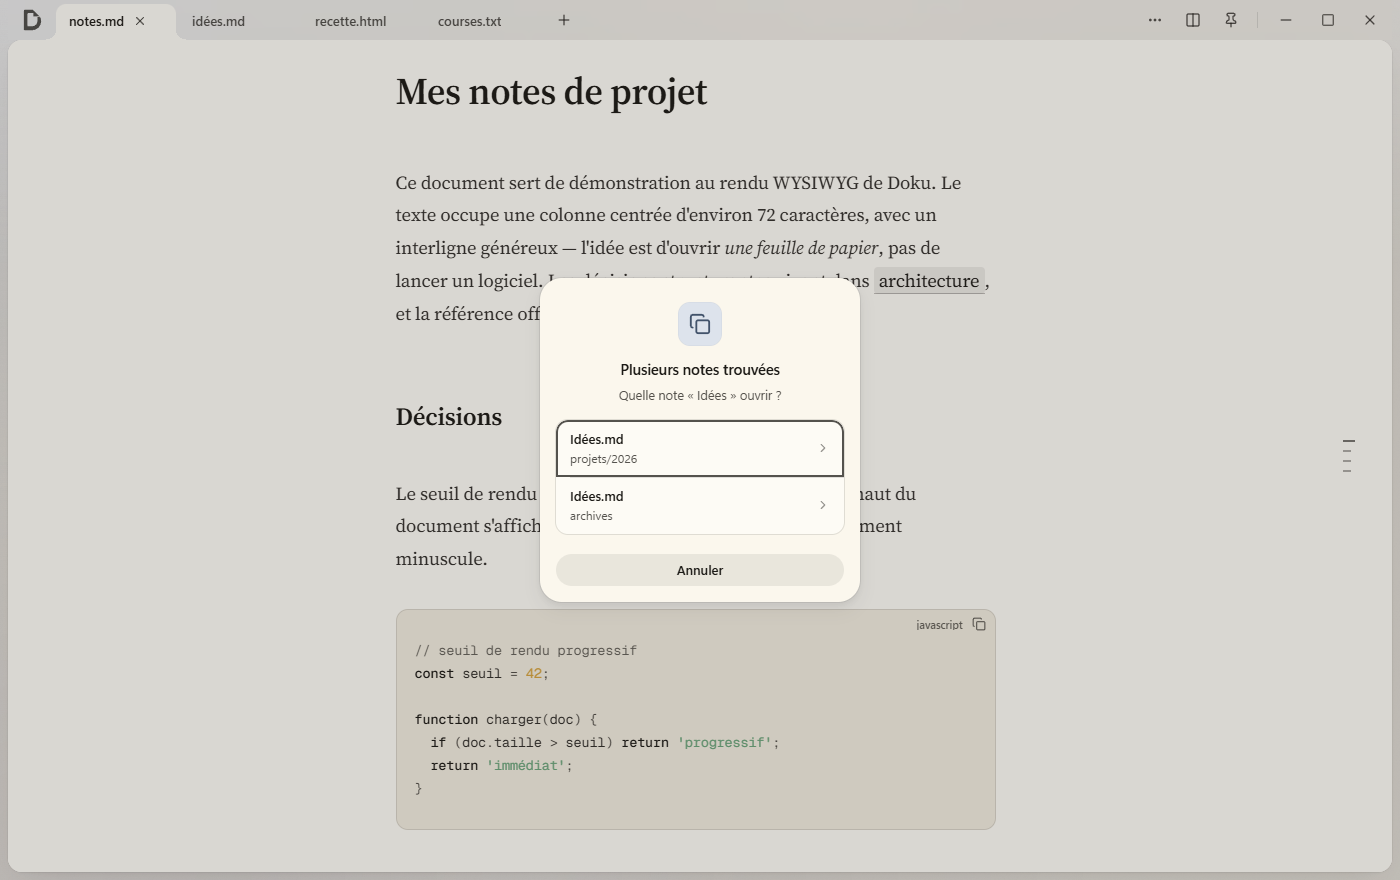 notes.md
idées.md
recette.html
courses.txt
Mes notes de projet
Ce document sert de démonstration au rendu WYSIWYG de Doku. Le
texte occupe une colonne centrée d'environ 72 caractères, avec un
interligne généreux — l'idée est d'ouvrir une feuille de papier, pas de
lancer un logiciel. architecture ,
et la référence
Plusieurs notes trouvées
Quelle note « Idées » ouvrir ?
Idées.md
projets/2026
Idées.md
archives
Annuler
Décisions
Le seuil de rendu du
document
minuscule.
javascript
// seuil de rendu progressif
const seuil = 42;
function charger(doc) {
if (doc.taille > seuil) return 'progressif';
return 'immédiat';
}